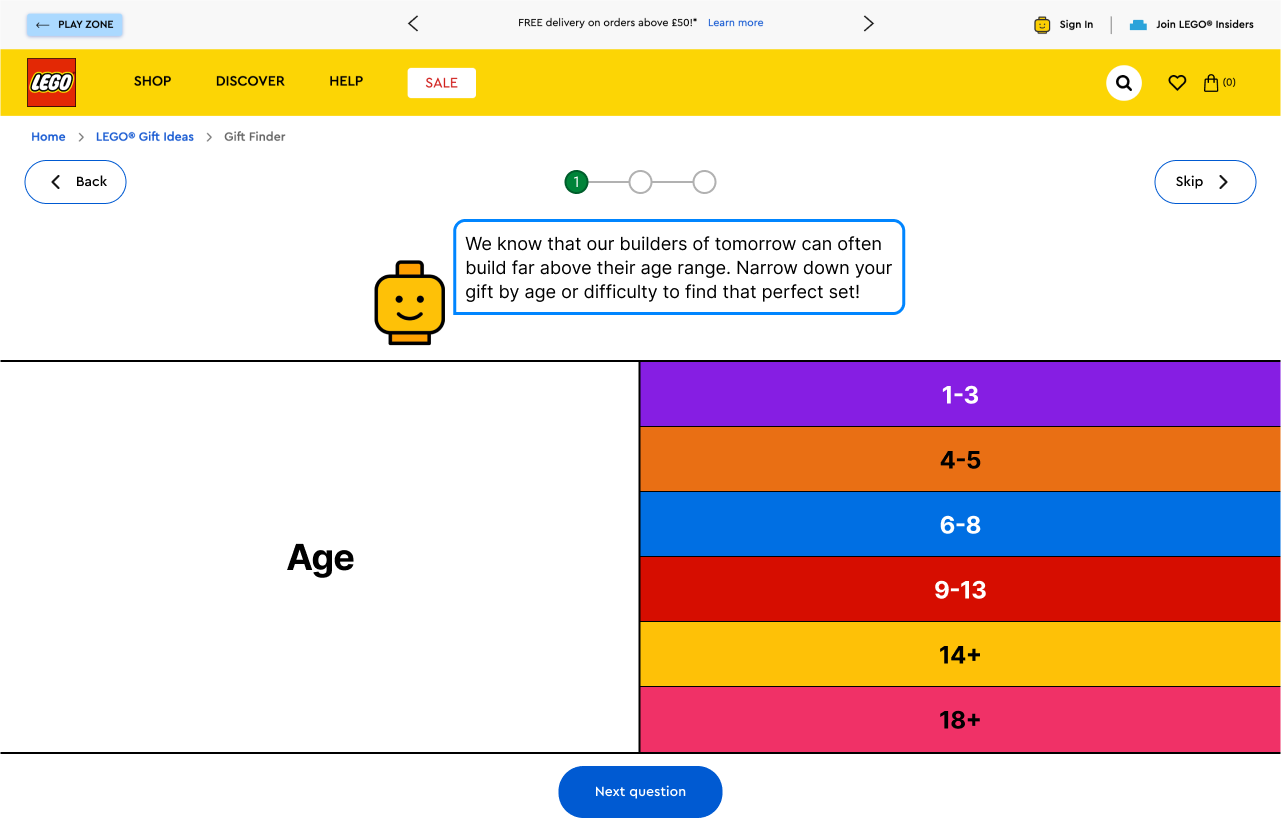 PLAY ZONE
FREE delivery on orders above £50!* Learn more
Sign In
Join LEGO® Insiders
LEGO
SHOP
DISCOVER
HELP
SALE
(0)
Home > LEGO® Gift Ideas > Gift Finder
Back
1
Skip
We know that our builders of tomorrow can often
build far above their age range. Narrow down your
gift by age or difficulty to find that perfect set!
Age
1-3
4-5
6-8
9-13
14+
18+
Next question